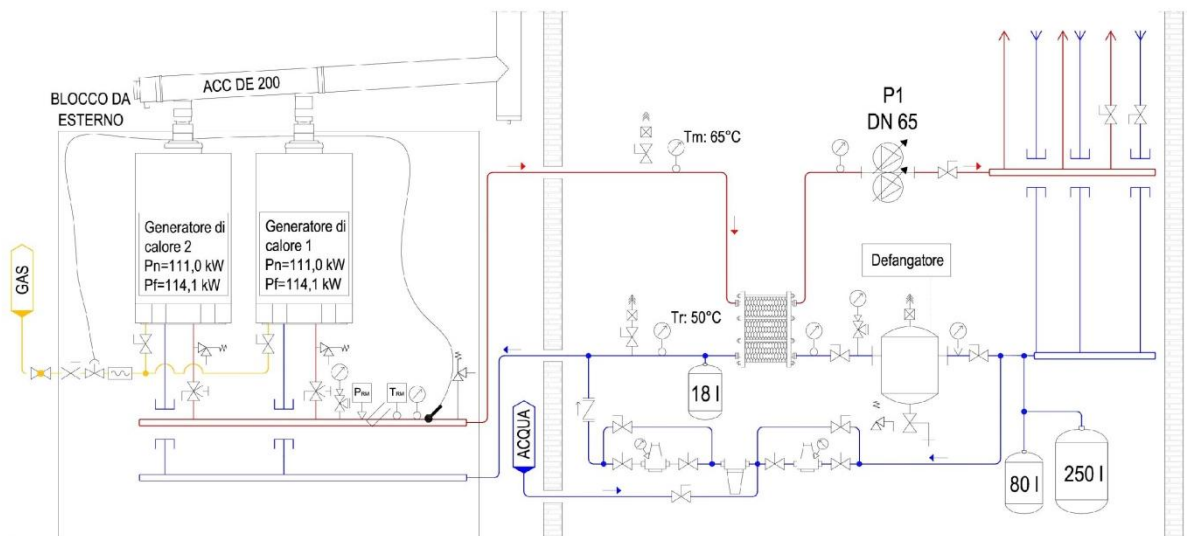 ACC DE 200
BLOCCO DA
ESTERNO
P1
DN 65
Tm: 65°C
Generatore di
calore 2
Pn=111,0 kW
Pf=114,1 kW
Generatore di
calore 1
Pn=111,0 kW
Pf=114,1 kW
GAS
Defangatore
Tr: 50°C
18 l
PRM
TRM
ACQUA
80 l
250 l